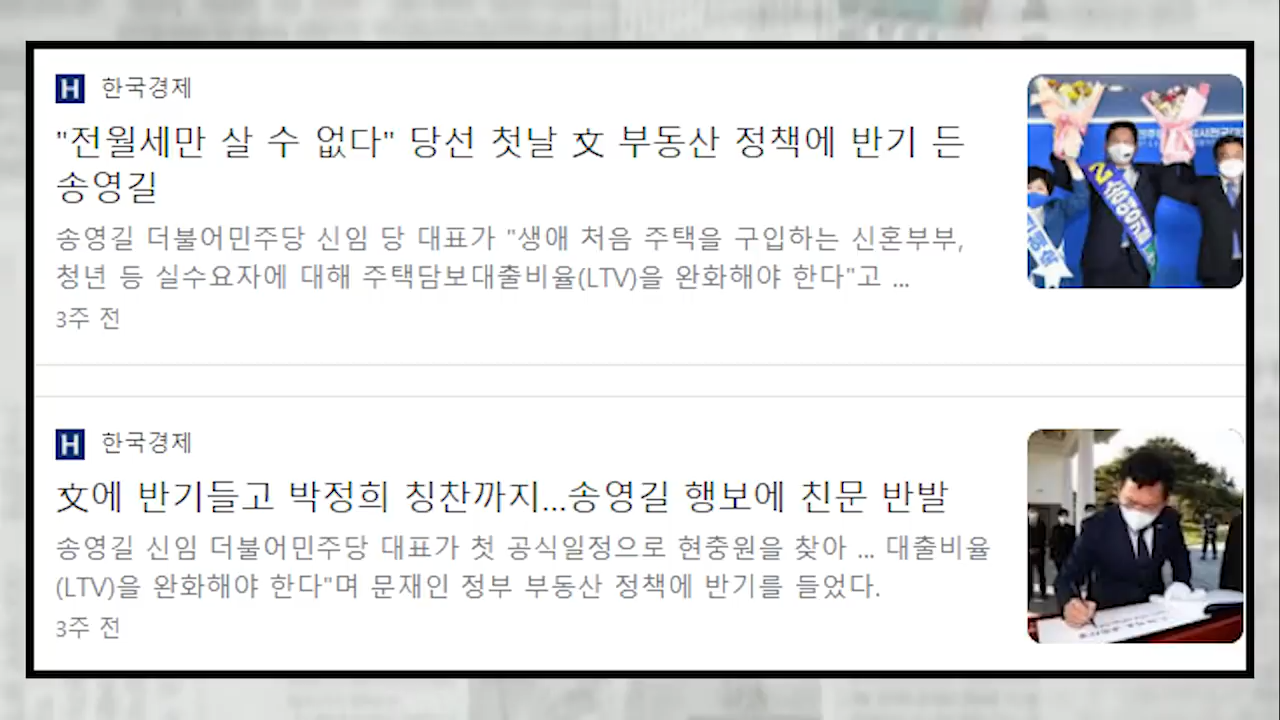 H 한국경제
"전월세만 살 수 없다" 당선 첫날 文 부동산 정책에 반기 든
송영길
송영길 더불어민주당 신임 당 대표가 "생애 처음 주택을 구입하는 신혼부부,
청년 등 실수요자에 대해 주택담보대출비율(LTV)을 완화해야 한다"고 ...
3주 전
H 한국경제
文에 반기들고 박정희 칭찬까지...송영길 행보에 친문 반발
송영길 신임 더불어민주당 대표가 첫 공식일정으로 현충원을 찾아 ... 대출비율
(LTV)을 완화해야 한다"며 문재인 정부 부동산 정책에 반기를 들었다.
3주 전